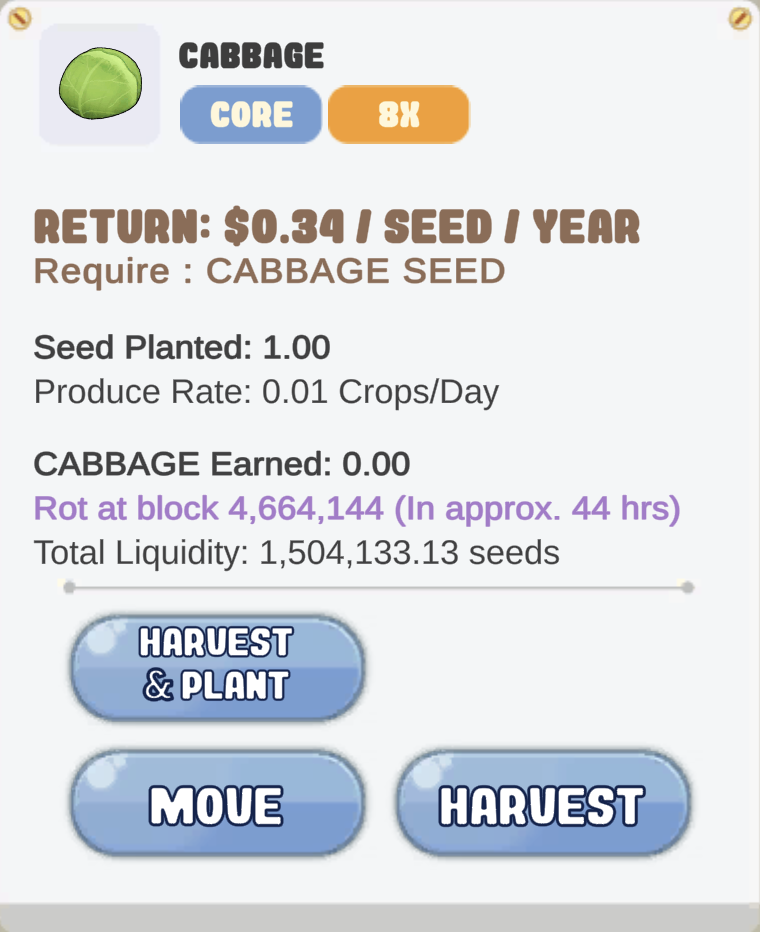 CABBAGE
CORE 8X
RETURN: $0.34 / SEED / YEAR
Require : CABBAGE SEED
Seed Planted: 1.00
Produce Rate: 0.01 Crops/Day
CABBAGE Earned: 0.00
Rot at block 4,664,144 (In approx. 44 hrs)
Total Liquidity: 1,504,133.13 seeds
HARVEST
& PLANT
MOVE HARVEST